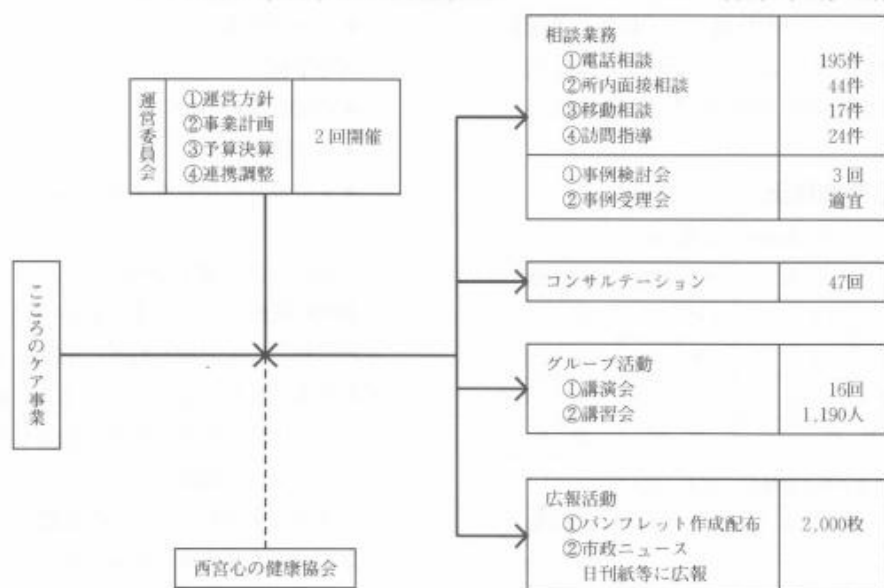 運営委員会
①運営方針
②事業計画
③予算決算
④連携調整
2回開催
こころのケア事業
西宮心の健康協会
相談業務
①電話相談 195件
②所内面接相談 44件
③移動相談 17件
④訪問指導 24件
①事例検討会 3回
②事例受理会 適宜
コンサルテーション 47回
グループ活動
①講演会 16回
②講習会 1,190人
広報活動
①パンフレット作成配布 2,000枚
②市政ニュース
日刊紙等に広報